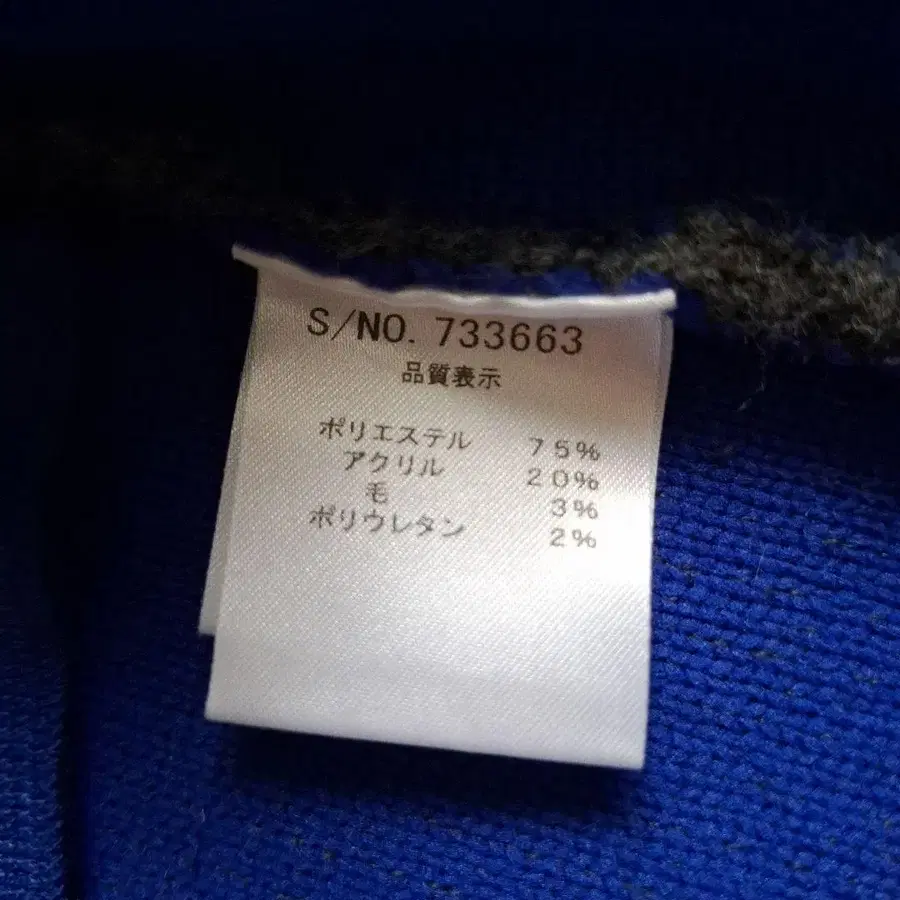 S/NO. 733663
品質表示
ポリエステル 75%
アクリル 20%
毛 3%
ポリウレタン 2%